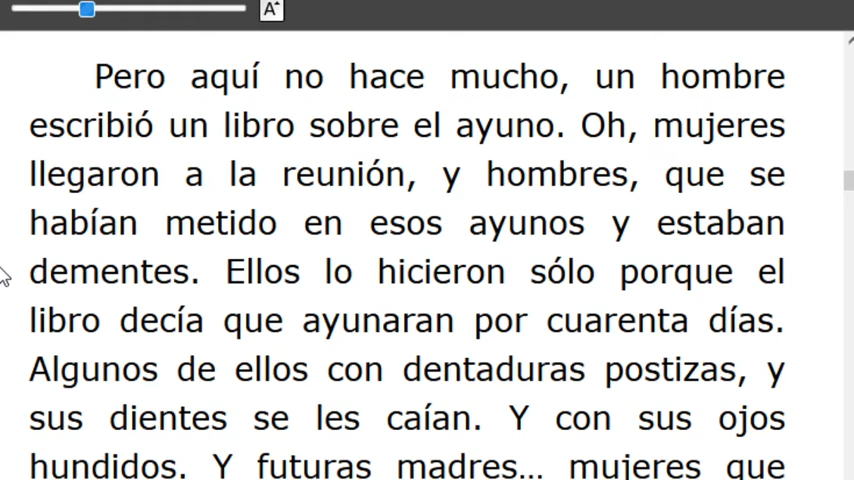 A
Pero aquí no hace mucho, un hombre
escribió un libro sobre el ayuno. Oh, mujeres
llegaron a la reunión, y hombres, que se
habían metido en esos ayunos y estaban
dementes. Ellos lo hicieron sólo porque el
libro decía que ayunaran por cuarenta días.
Algunos de ellos con dentaduras postizas, y
sus dientes se les caían. Y con sus ojos
hundidos. Y futuras madres… mujeres que